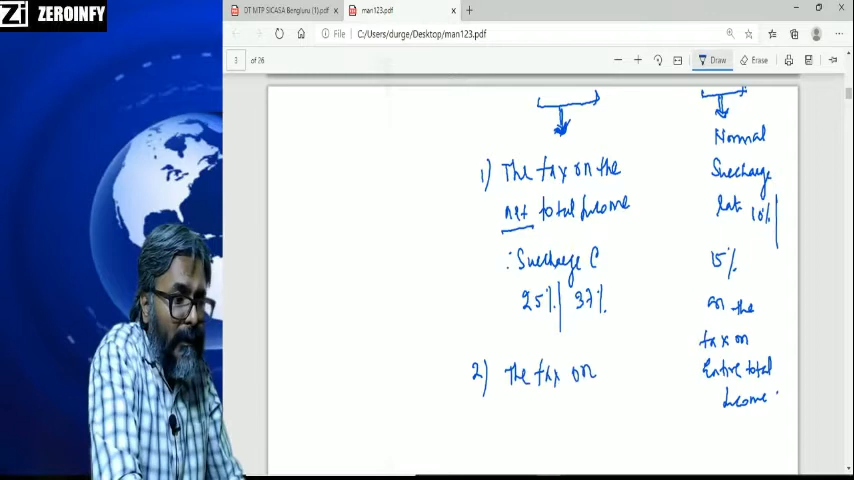 Zi ZEROINFY
DT MTP SICASA Bengluru (1).pdf
man123.pdf
File C:/Users/durge/Desktop/man123.pdf
3 of 26
Draw
Erase
1) The tax on the
net total Income
∴ Surcharge @
25% | 37%
2) The tax on
Normal
Surcharge
rate 10% |
15%
on the
tax on
Entire total
Income.